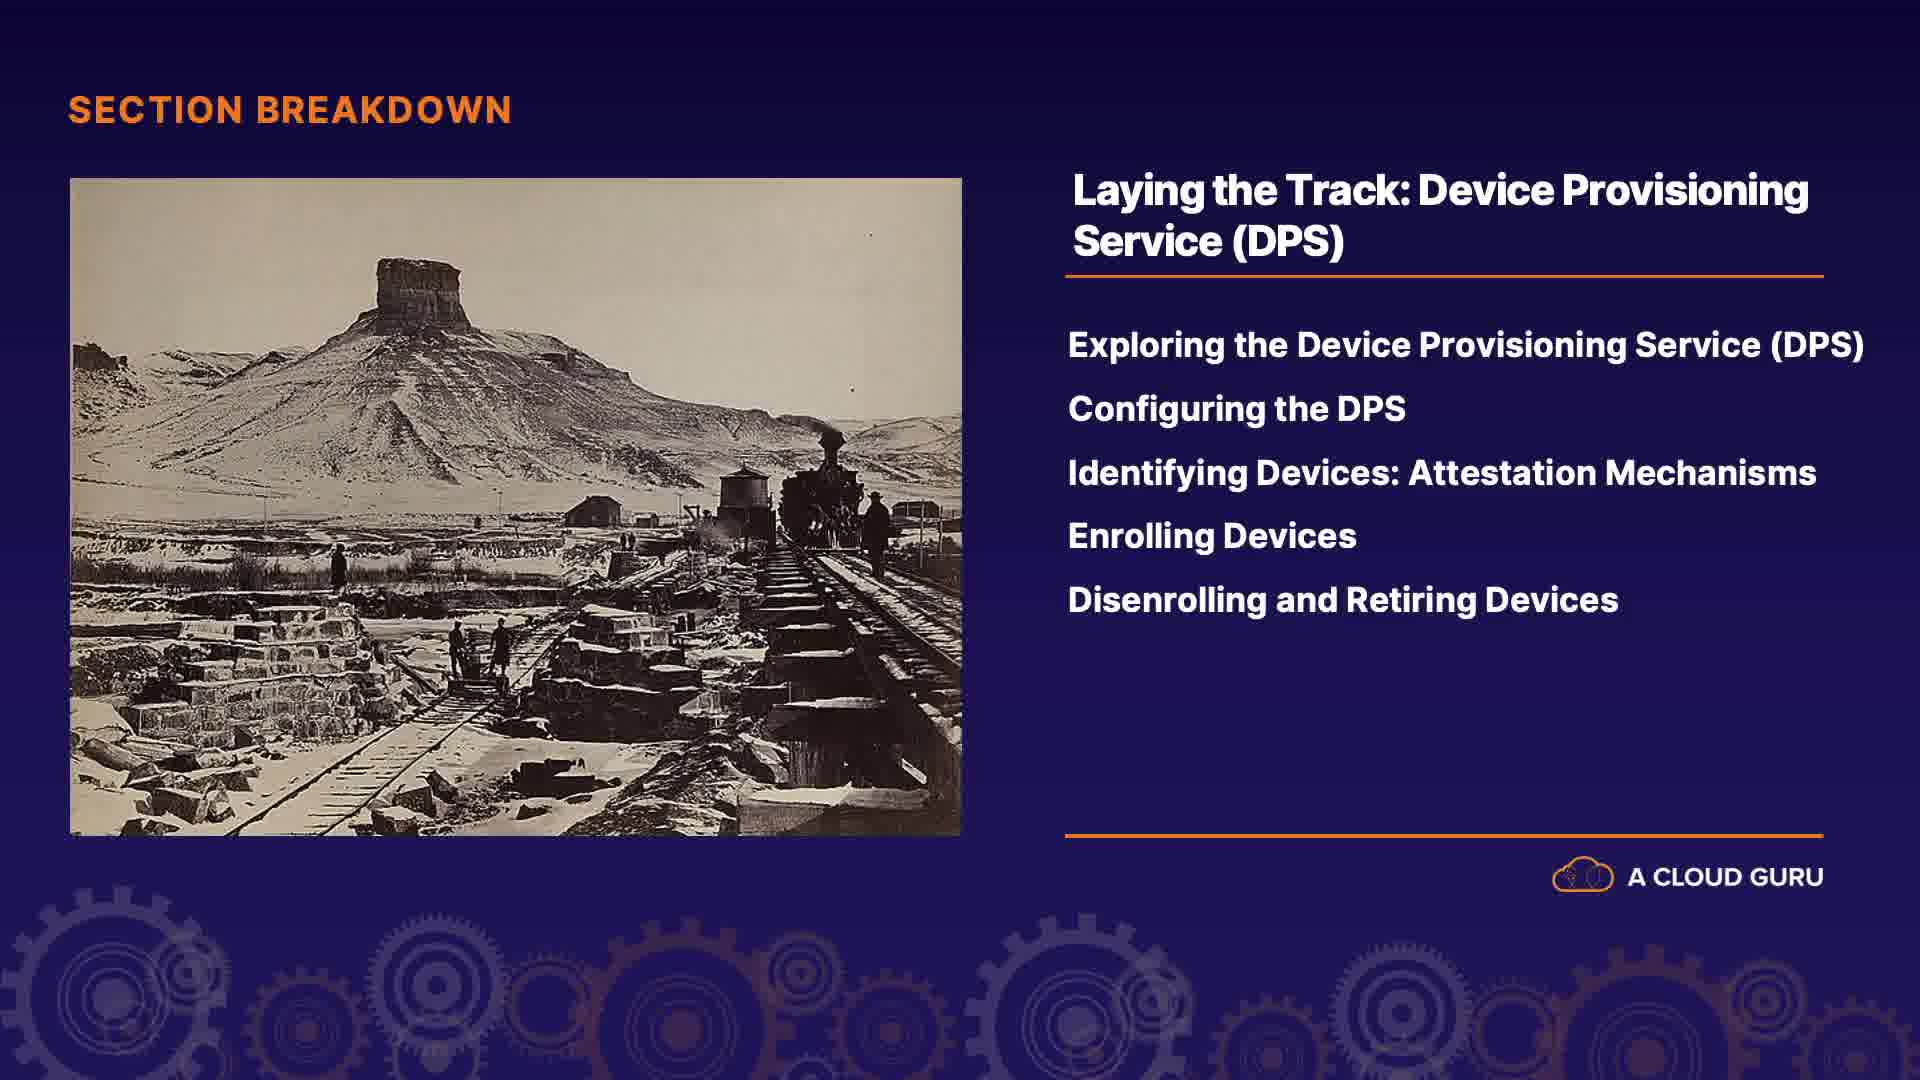 SECTION BREAKDOWN
Laying the Track: Device Provisioning
Service (DPS)
Exploring the Device Provisioning Service (DPS)
Configuring the DPS
Identifying Devices: Attestation Mechanisms
Enrolling Devices
Disenrolling and Retiring Devices
A CLOUD GURU